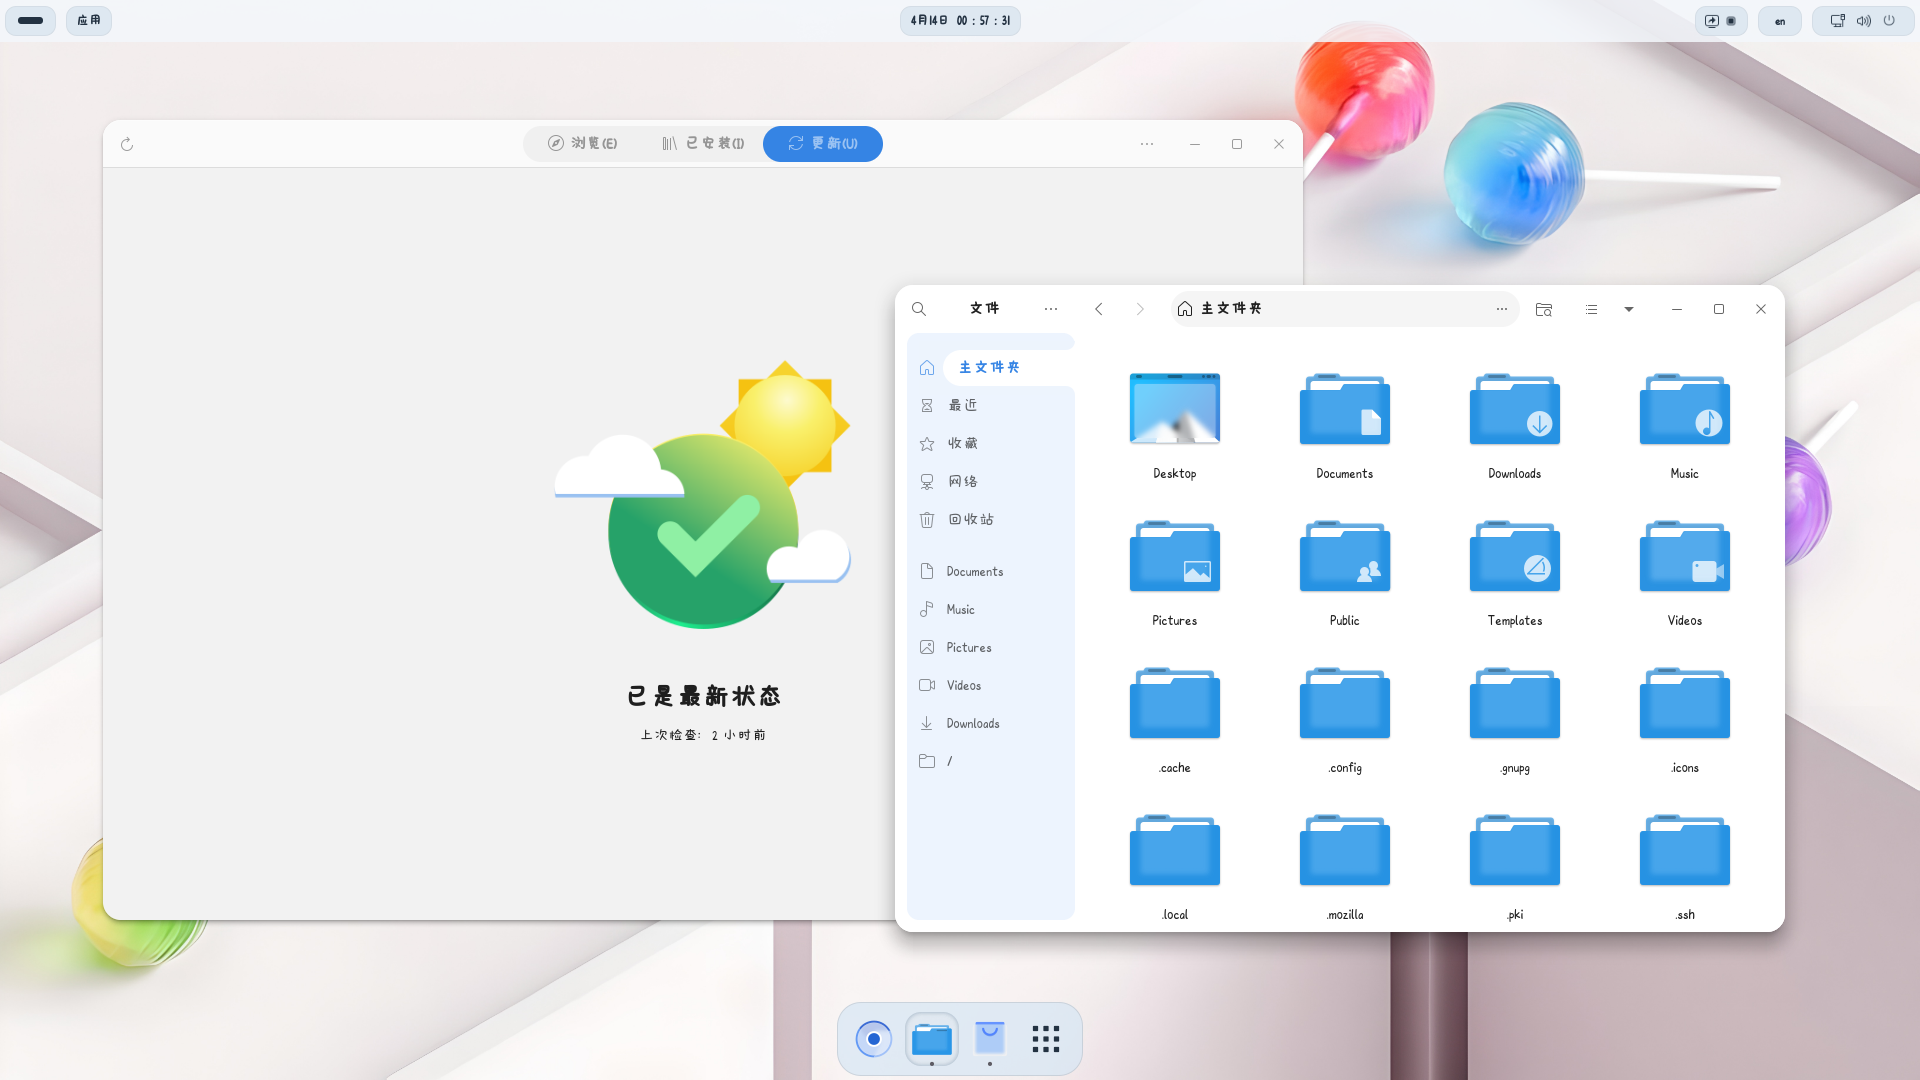 应用
4月14日 00 : 57 : 31
en
浏览(E)
已安装(I)
更新(U)
已是最新状态
上次检查: 2 小时前
文件
主文件夹
主文件夹
最近
收藏
网络
回收站
Documents
Music
Pictures
Videos
Downloads
/
Desktop
Documents
Downloads
Music
Pictures
Public
Templates
Videos
.cache
.config
.gnupg
.icons
.local
.mozilla
.pki
.ssh